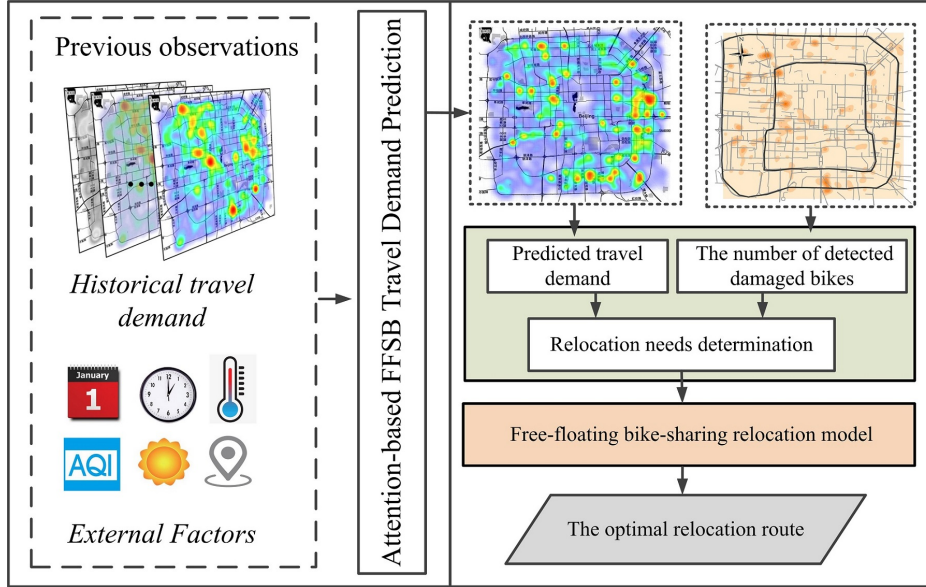 Previous observations
Historical travel
demand
January
1
12
AQI
External Factors
Attention-based FFSB Travel Demand Prediction
Beijing
Predicted travel
demand
The number of detected
damaged bikes
Relocation needs determination
Free-floating bike-sharing relocation model
The optimal relocation route